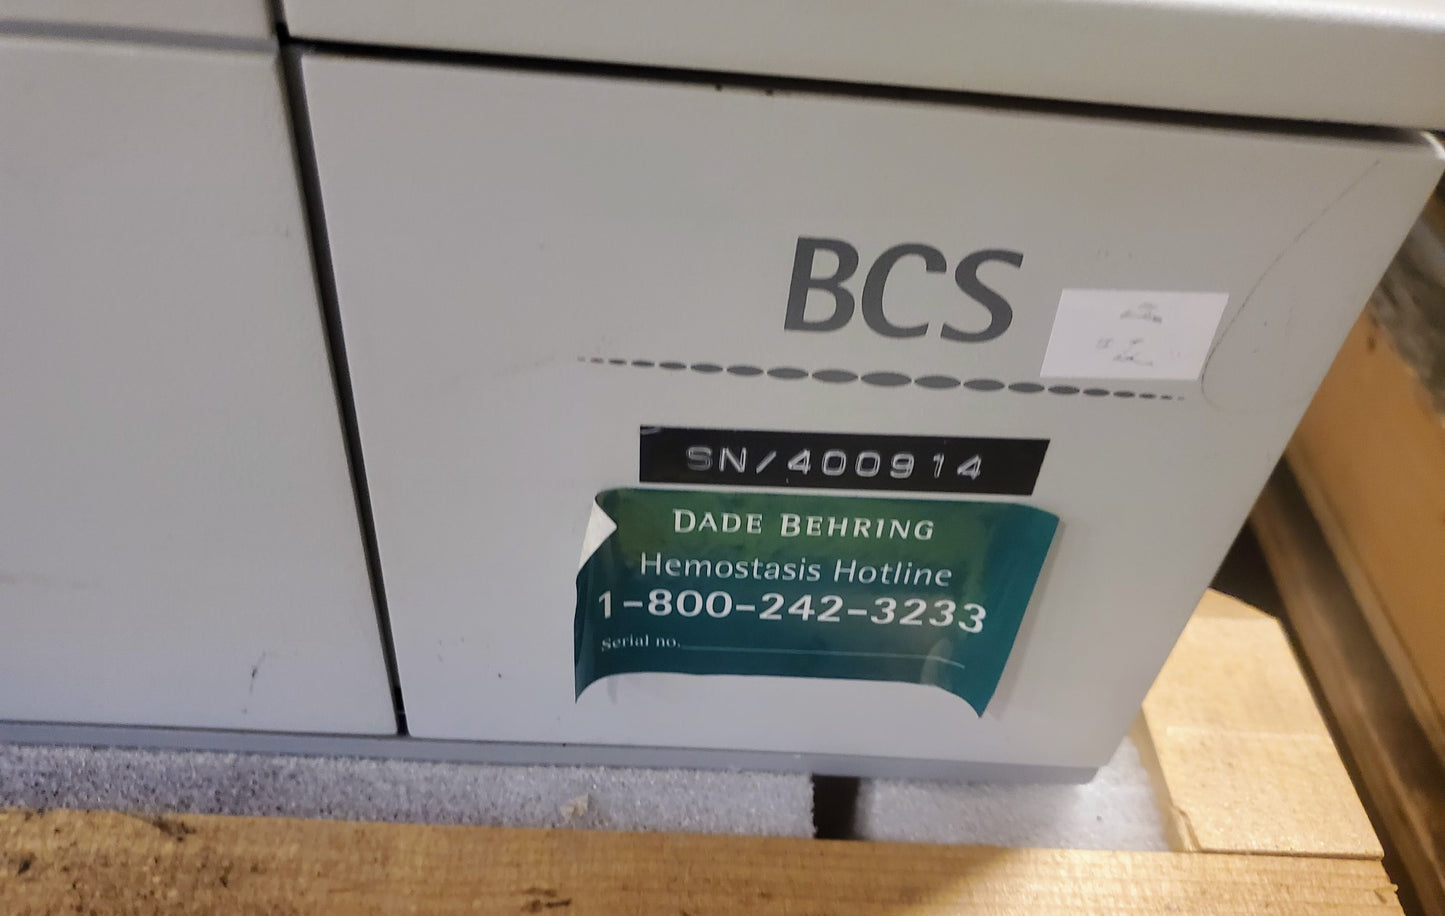 BCS
SN/400914
DADE BEHRING
Hemostasis Hotline
1-800-242-3233
Serial no.